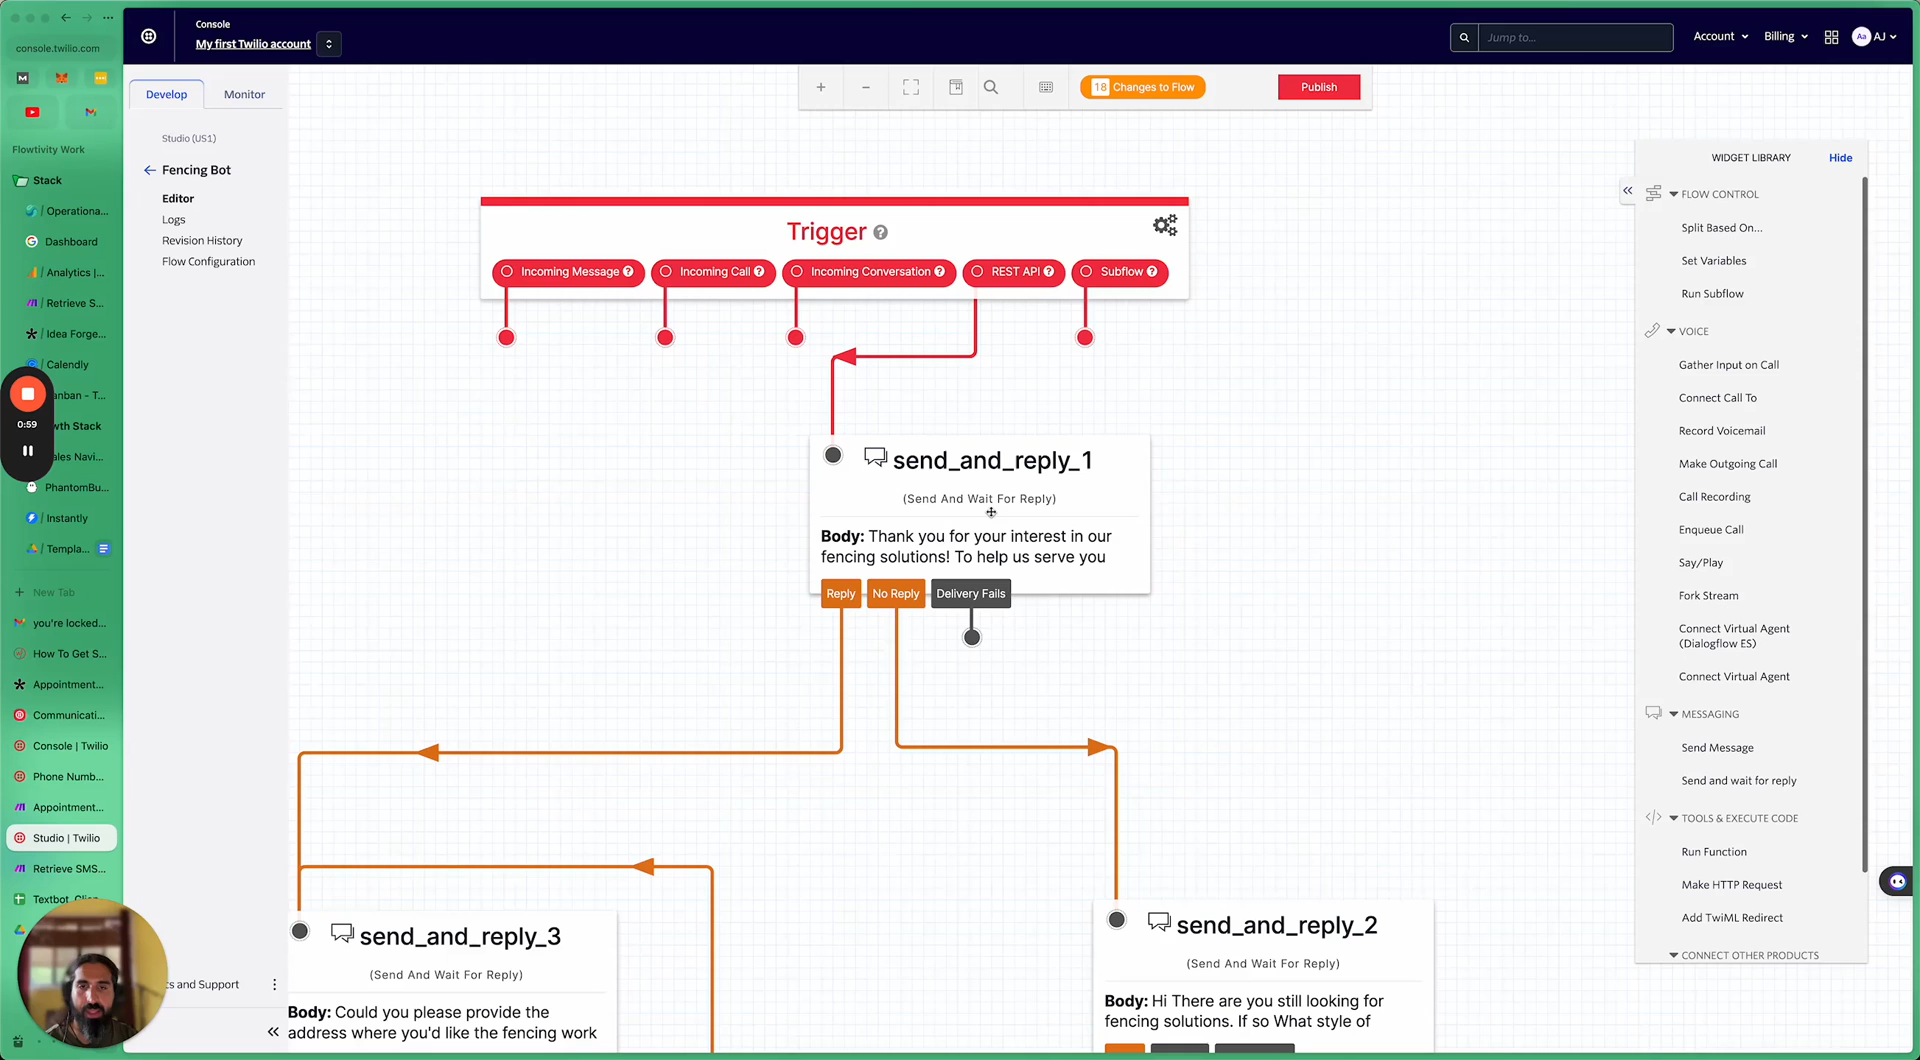 Console
My first Twilio account
Jump to...
Account
Billing
Aa
AJ
console.twilio.com
Develop
Monitor
18 Changes to Flow
Publish
Studio (US1)
Fencing Bot
Editor
Logs
Revision History
Flow Configuration
Flowtivity Work
Stack
/ Operationa...
Dashboard
/ Analytics |...
/ Retrieve S...
/ Idea Forge...
/ Calendly
anban - T...
wth Stack
ales Navi...
PhantomBu...
/ Instantly
/ Templa...
0:59
New Tab
you're locked...
How To Get S...
Appointment...
Communicati...
Console | Twilio
Phone Numb...
Appointment...
Studio | Twilio
Retrieve SMS...
Textbot
ts and Support
Trigger ?
Incoming Message ?
Incoming Call ?
Incoming Conversation ?
REST API ?
Subflow ?
send_and_reply_1
(Send And Wait For Reply)
Body: Thank you for your interest in our
fencing solutions! To help us serve you
Reply
No Reply
Delivery Fails
send_and_reply_3
(Send And Wait For Reply)
Body: Could you please provide the
address where you'd like the fencing work
send_and_reply_2
(Send And Wait For Reply)
Body: Hi There are you still looking for
fencing solutions. If so What style of
WIDGET LIBRARY
Hide
FLOW CONTROL
Split Based On...
Set Variables
Run Subflow
VOICE
Gather Input on Call
Connect Call To
Record Voicemail
Make Outgoing Call
Call Recording
Enqueue Call
Say/Play
Fork Stream
Connect Virtual Agent
(Dialogflow ES)
Connect Virtual Agent
MESSAGING
Send Message
Send and wait for reply
TOOLS & EXECUTE CODE
Run Function
Make HTTP Request
Add TwiML Redirect
CONNECT OTHER PRODUCTS